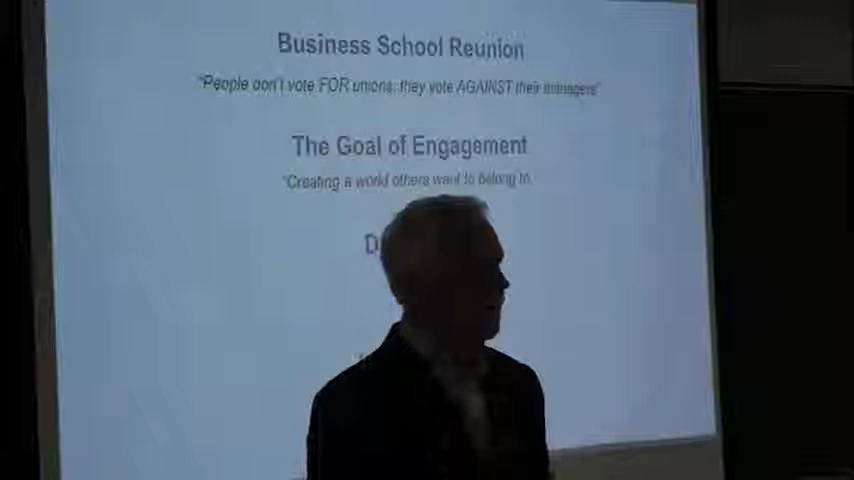 Business School Reunion
"People don't vote FOR unions; they vote AGAINST their managers"
The Goal of Engagement
"Creating a world others want to belong to
D